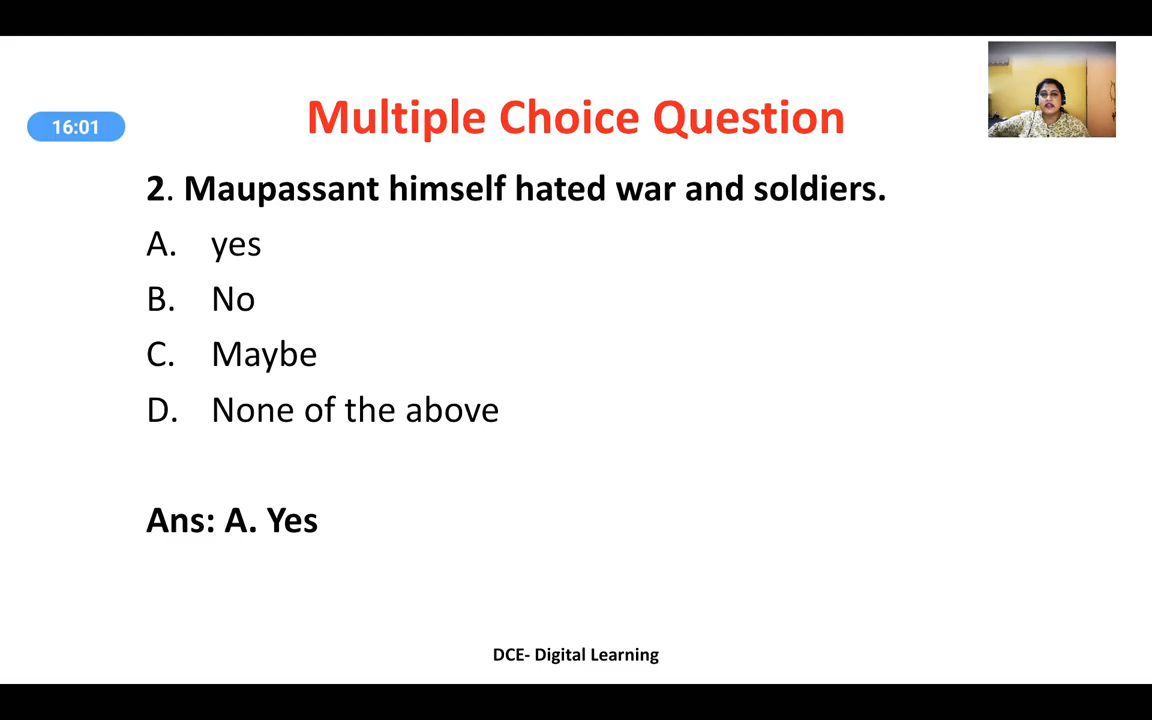 Multiple Choice Question
16:01
2. Maupassant himself hated war and soldiers.
A. yes
B. No
C. Maybe
D. None of the above
Ans: A. Yes
DCE- Digital Learning